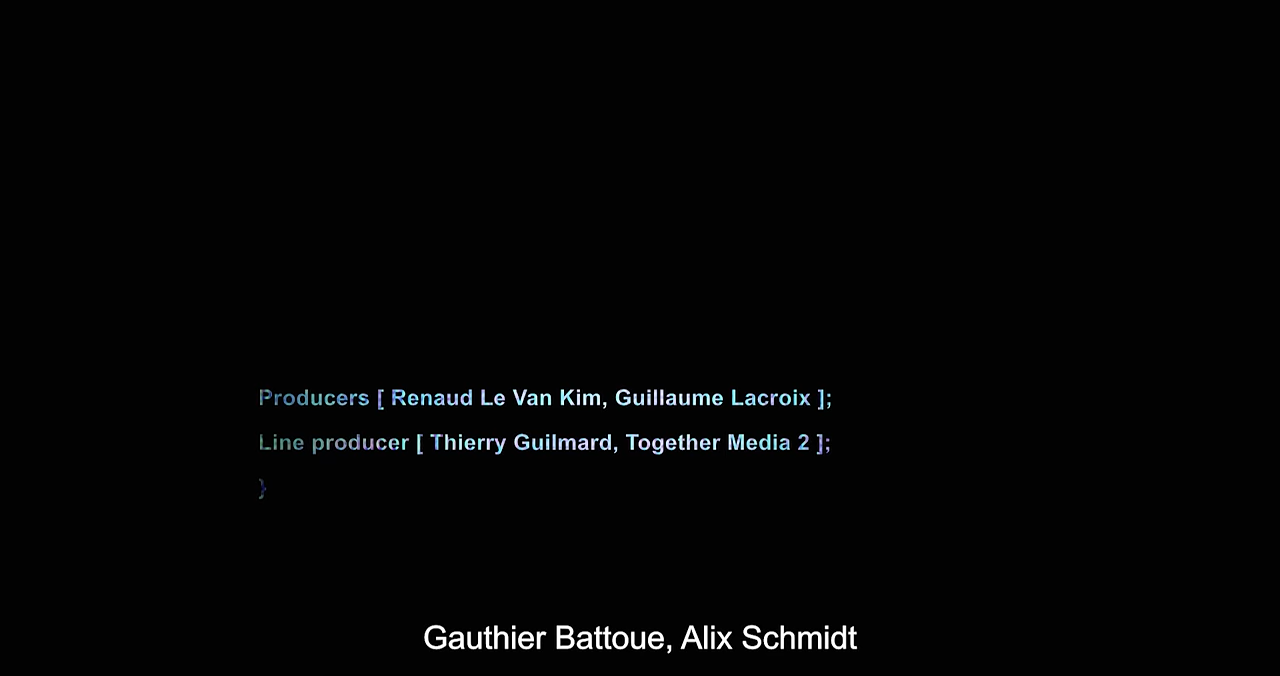 Producers [ Renaud Le Van Kim, Guillaume Lacroix ];
Line producer [ Thierry Guilmard, Together Media 2 ];
}
Gauthier Battoue, Alix Schmidt